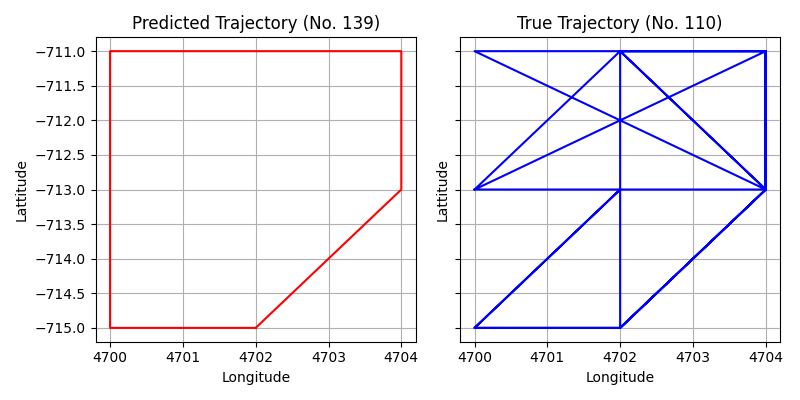 Predicted Trajectory (No. 139)
True Trajectory (No. 110)
−711.0
−711.5
−712.0
−712.5
−713.0
−713.5
−714.0
−714.5
−715.0
Lattitude
Lattitude
4700 4701 4702 4703 4704
4700 4701 4702 4703 4704
Longitude
Longitude